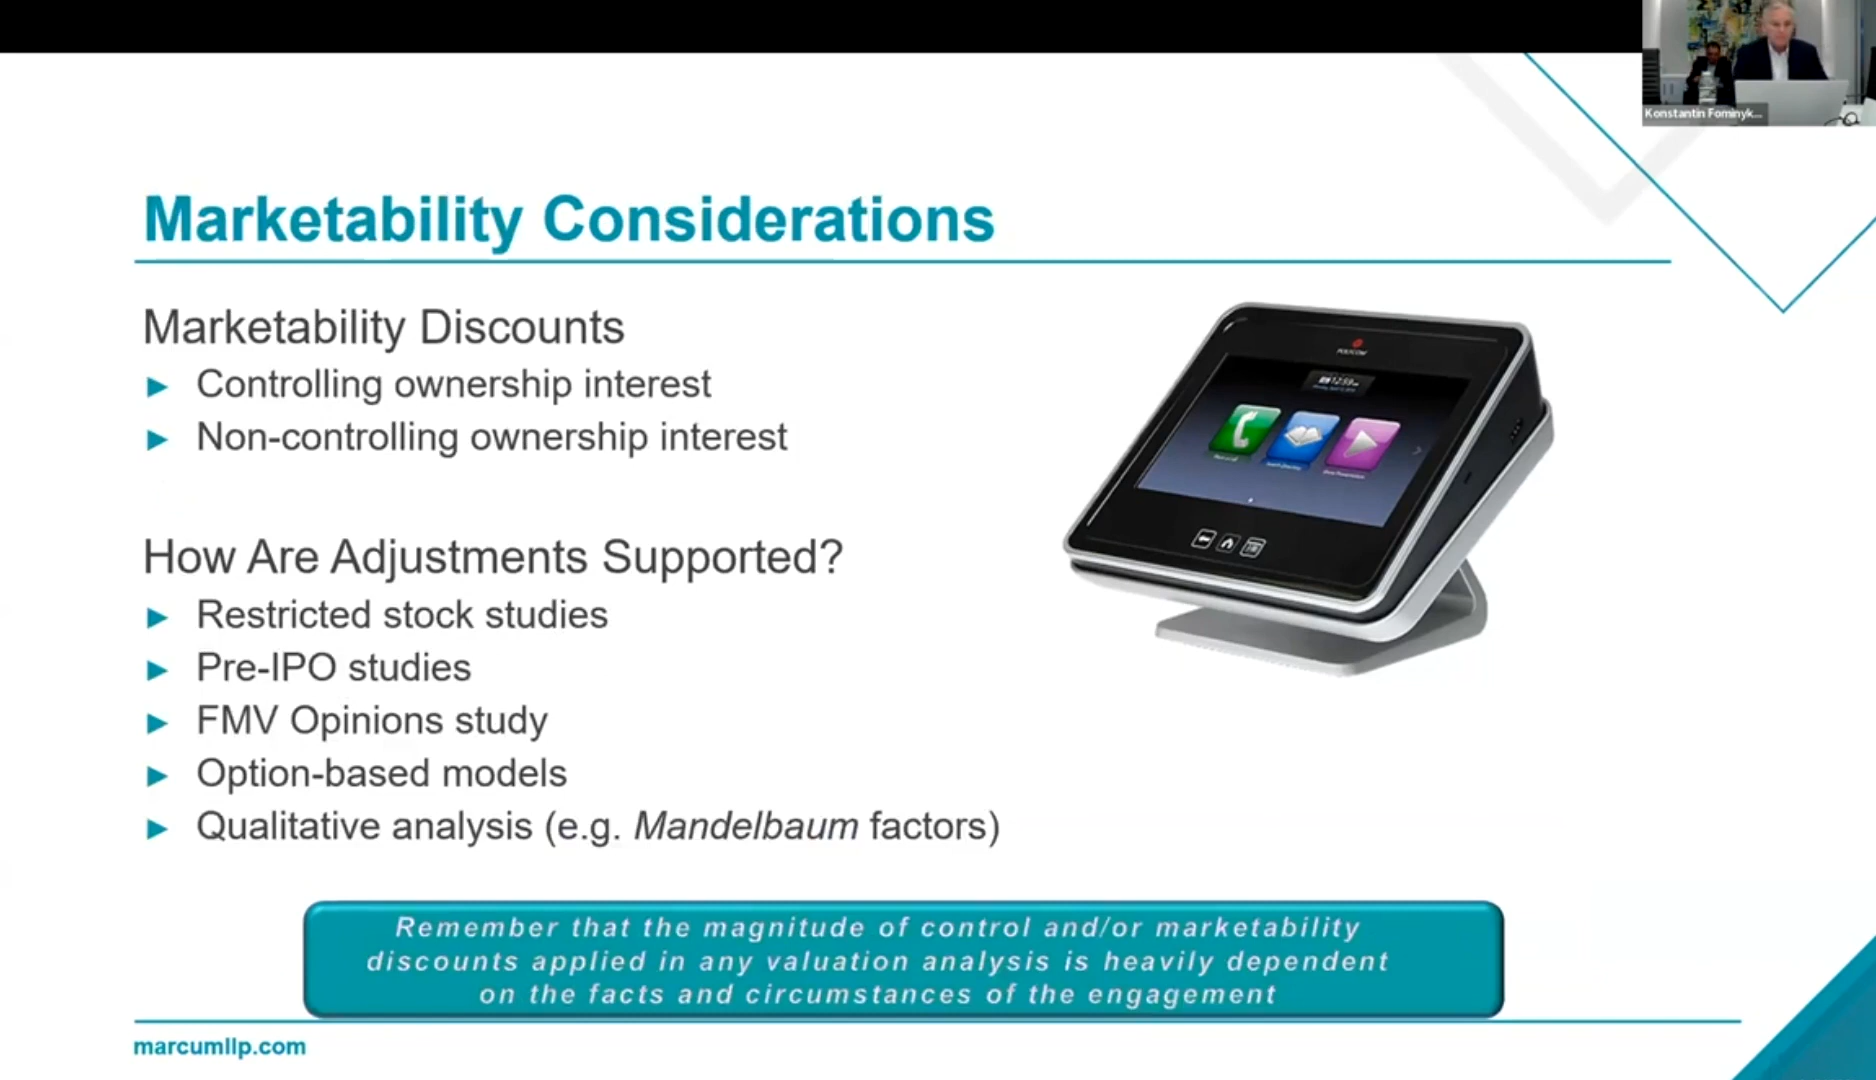 Konstantin Fominyk...
Marketability Considerations
Marketability Discounts
► Controlling ownership interest
► Non-controlling ownership interest
POLYCOM
How Are Adjustments Supported?
► Restricted stock studies
► Pre-IPO studies
► FMV Opinions study
► Option-based models
► Qualitative analysis (e.g. Mandelbaum factors)
Remember that the magnitude of control and/or marketability
discounts applied in any valuation analysis is heavily dependent
on the facts and circumstances of the engagement
marcumllp.com